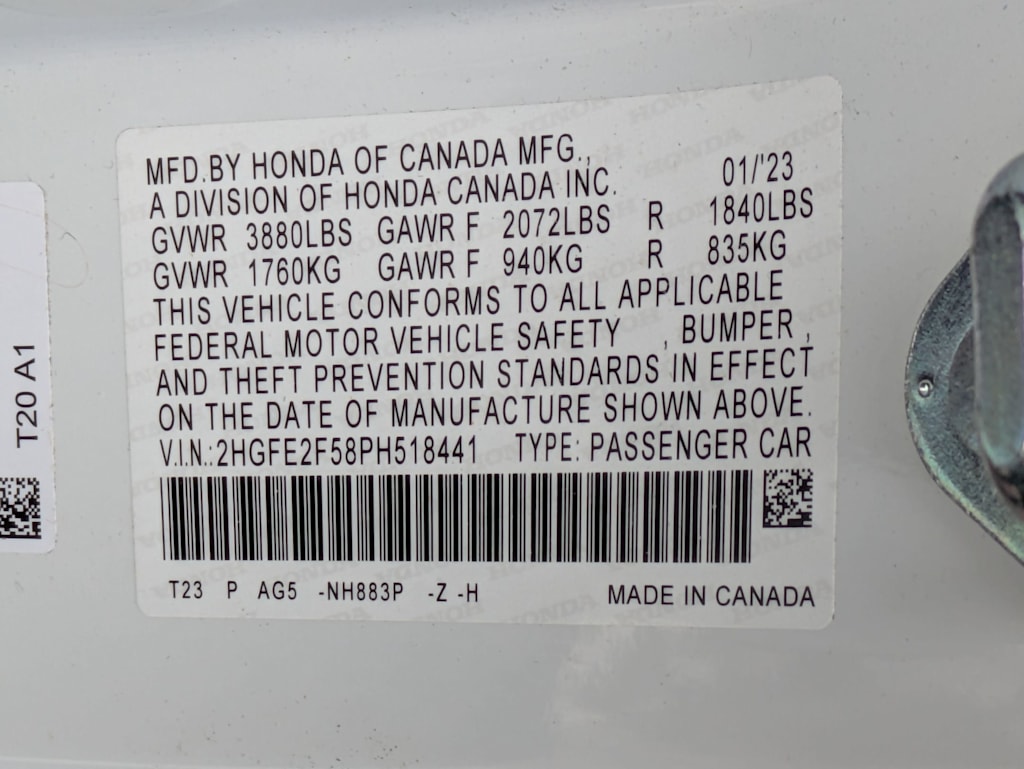 MFD.BY HONDA OF CANADA MFG.,
A DIVISION OF HONDA CANADA INC. 01/'23
GVWR 3880LBS GAWR F 2072LBS R 1840LBS
GVWR 1760KG GAWR F 940KG R 835KG
THIS VEHICLE CONFORMS TO ALL APPLICABLE
FEDERAL MOTOR VEHICLE SAFETY , BUMPER ,
AND THEFT PREVENTION STANDARDS IN EFFECT
ON THE DATE OF MANUFACTURE SHOWN ABOVE.
V.I.N.:2HGFE2F58PH518441 TYPE: PASSENGER CAR
T23 P AG5 -NH883P -Z -H MADE IN CANADA
T20 A1